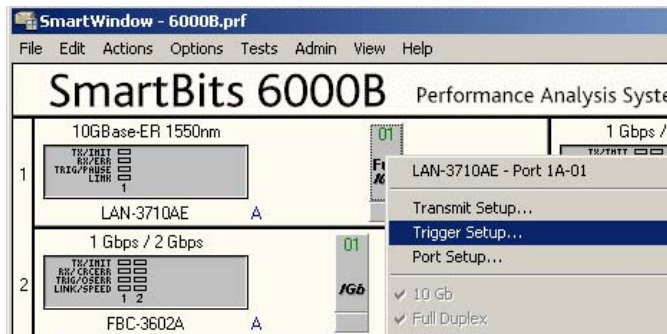 SmartWindow - 6000B.prf
File Edit Actions Options Tests Admin View Help
SmartBits 6000B Performance Analysis Syste
1
10GBase-ER 1550nm
TX/INIT
RX/ERR
TRIG/PAUSE
LINK
1
LAN-3710AE A
01
1 Gbps /
TX/INIT
LAN-3710AE - Port 1A-01
Transmit Setup...
Trigger Setup...
Port Setup...
10 Gb
Full Duplex
2
1 Gbps / 2 Gbps
TX/INIT
RX/CRCERR
TRIG/OSERR
LINK/SPEED
1 2
FBC-3602A A
01
1Gb